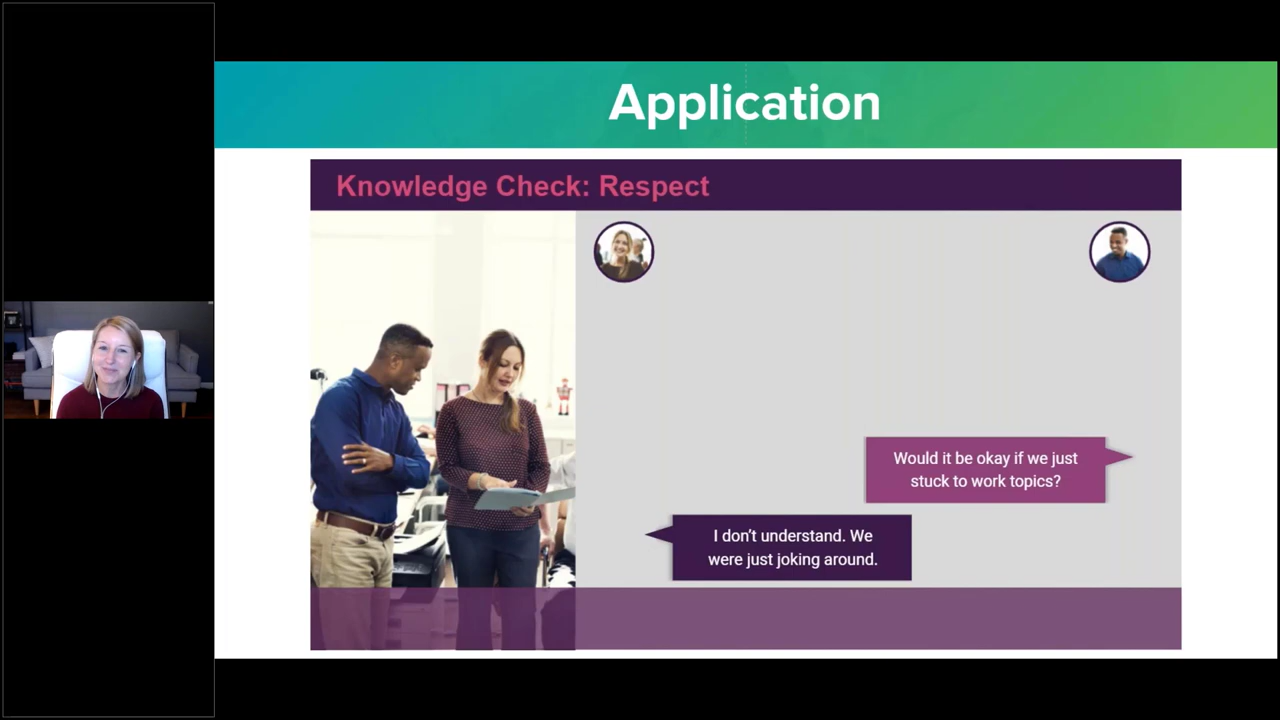 Application
Knowledge Check: Respect
Would it be okay if we just
stuck to work topics?
I don’t understand. We
were just joking around.